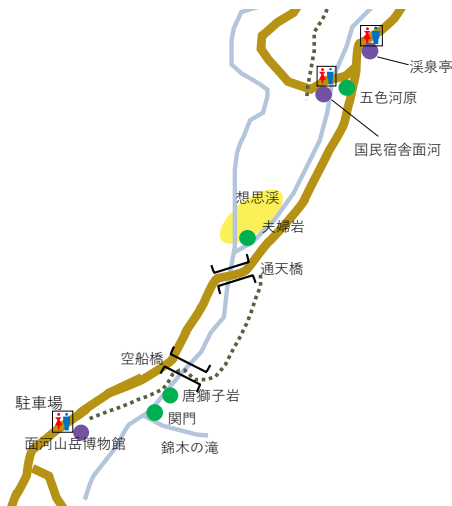 渓泉亭
五色河原
国民宿舎面河
想思渓
夫婦岩
通天橋
空船橋
唐獅子岩
駐車場
関門
面河山岳博物館
錦木の滝